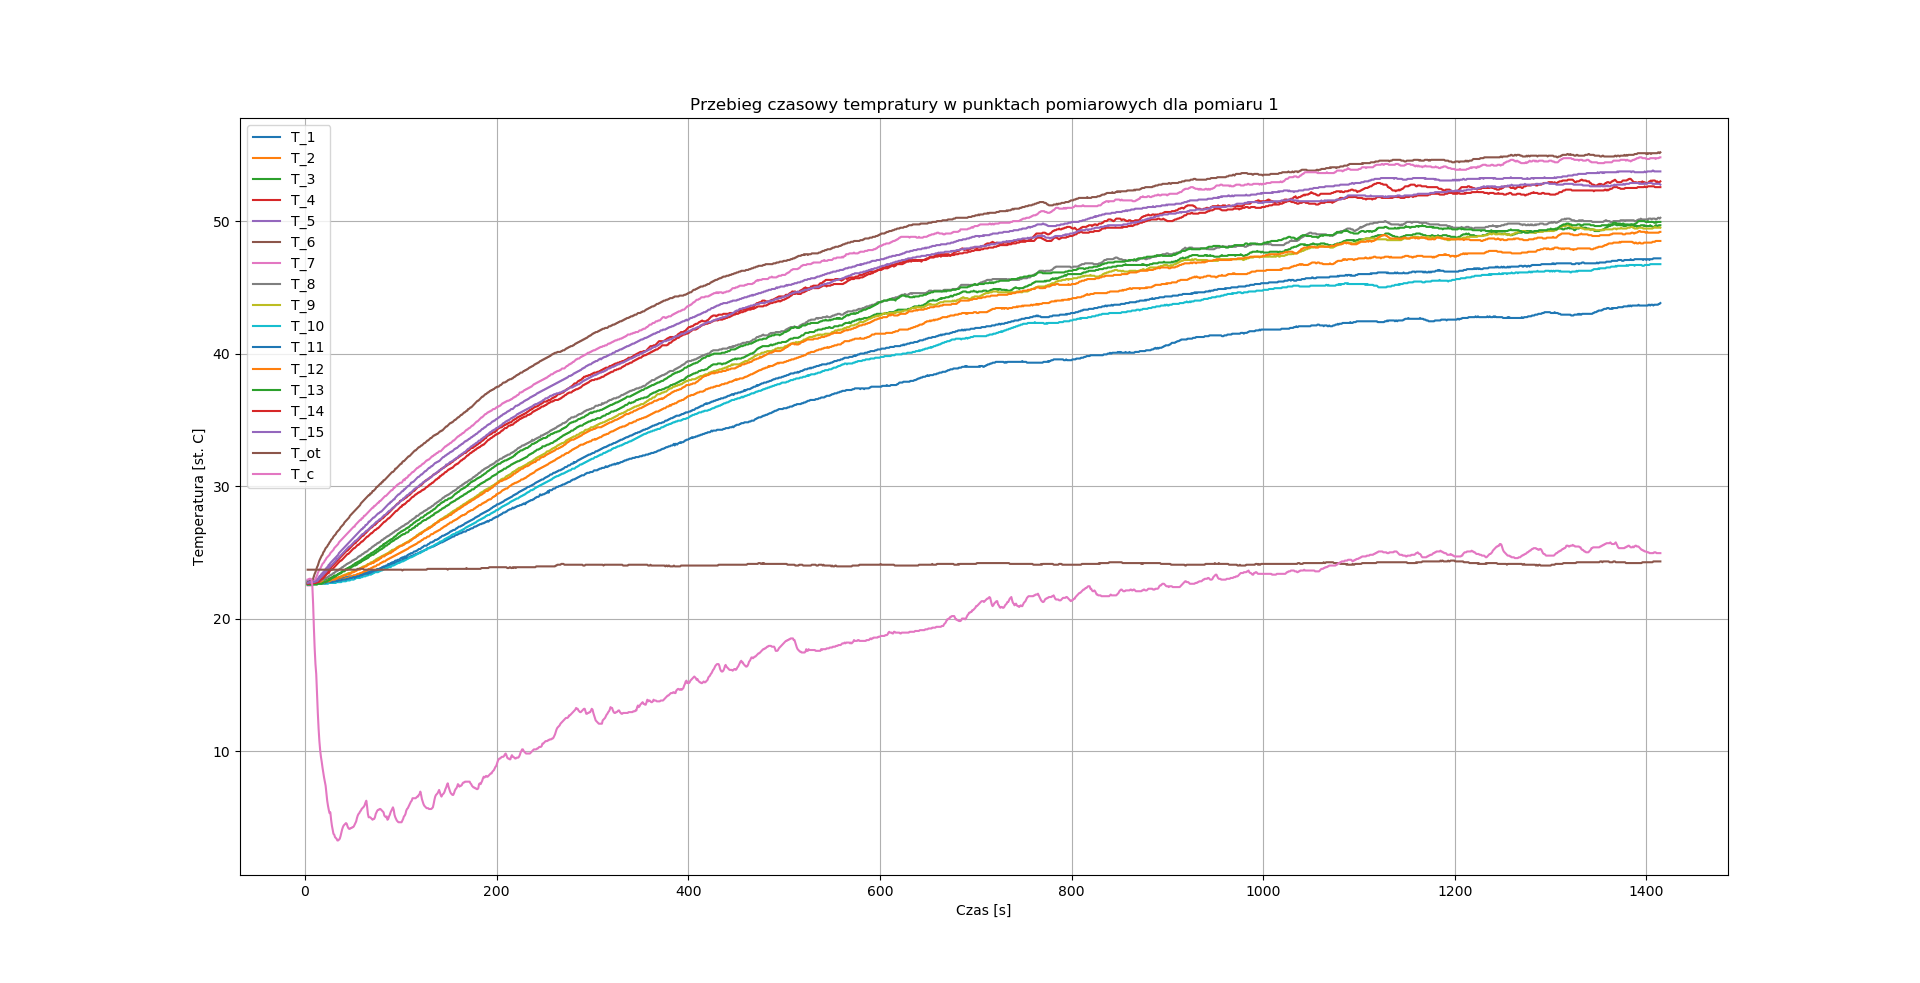 Przebieg czasowy tempratury w punktach pomiarowych dla pomiaru 1
T_1
T_2
T_3
T_4
T_5
T_6
T_7
T_8
T_9
T_10
T_11
T_12
T_13
T_14
T_15
T_ot
T_c
Temperatura [st. C]
50
40
30
20
10
0 200 400 600 800 1000 1200 1400
Czas [s]